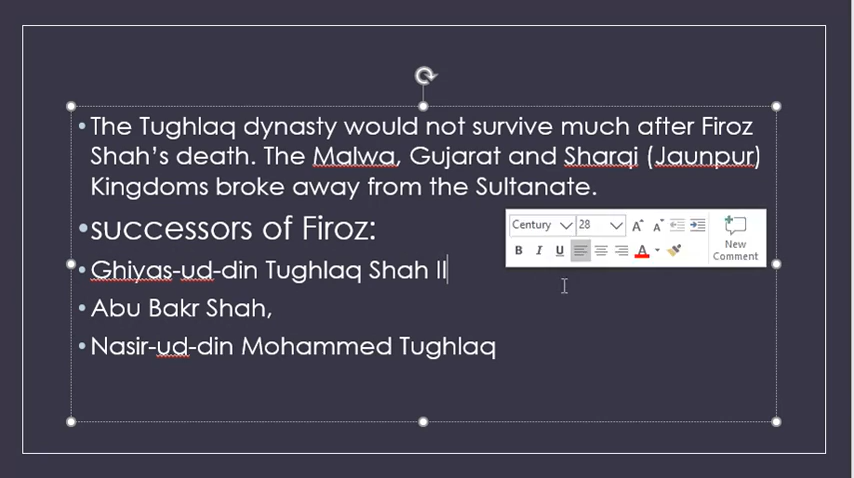 • The Tughlaq dynasty would not survive much after Firoz
Shah's death. The Malwa, Gujarat and Sharqi (Jaunpur)
Kingdoms broke away from the Sultanate.
• successors of Firoz:
Century 28 A A
B I U A
New
Comment
• Ghiyas-ud-din Tughlaq Shah II
• Abu Bakr Shah,
• Nasir-ud-din Mohammed Tughlaq